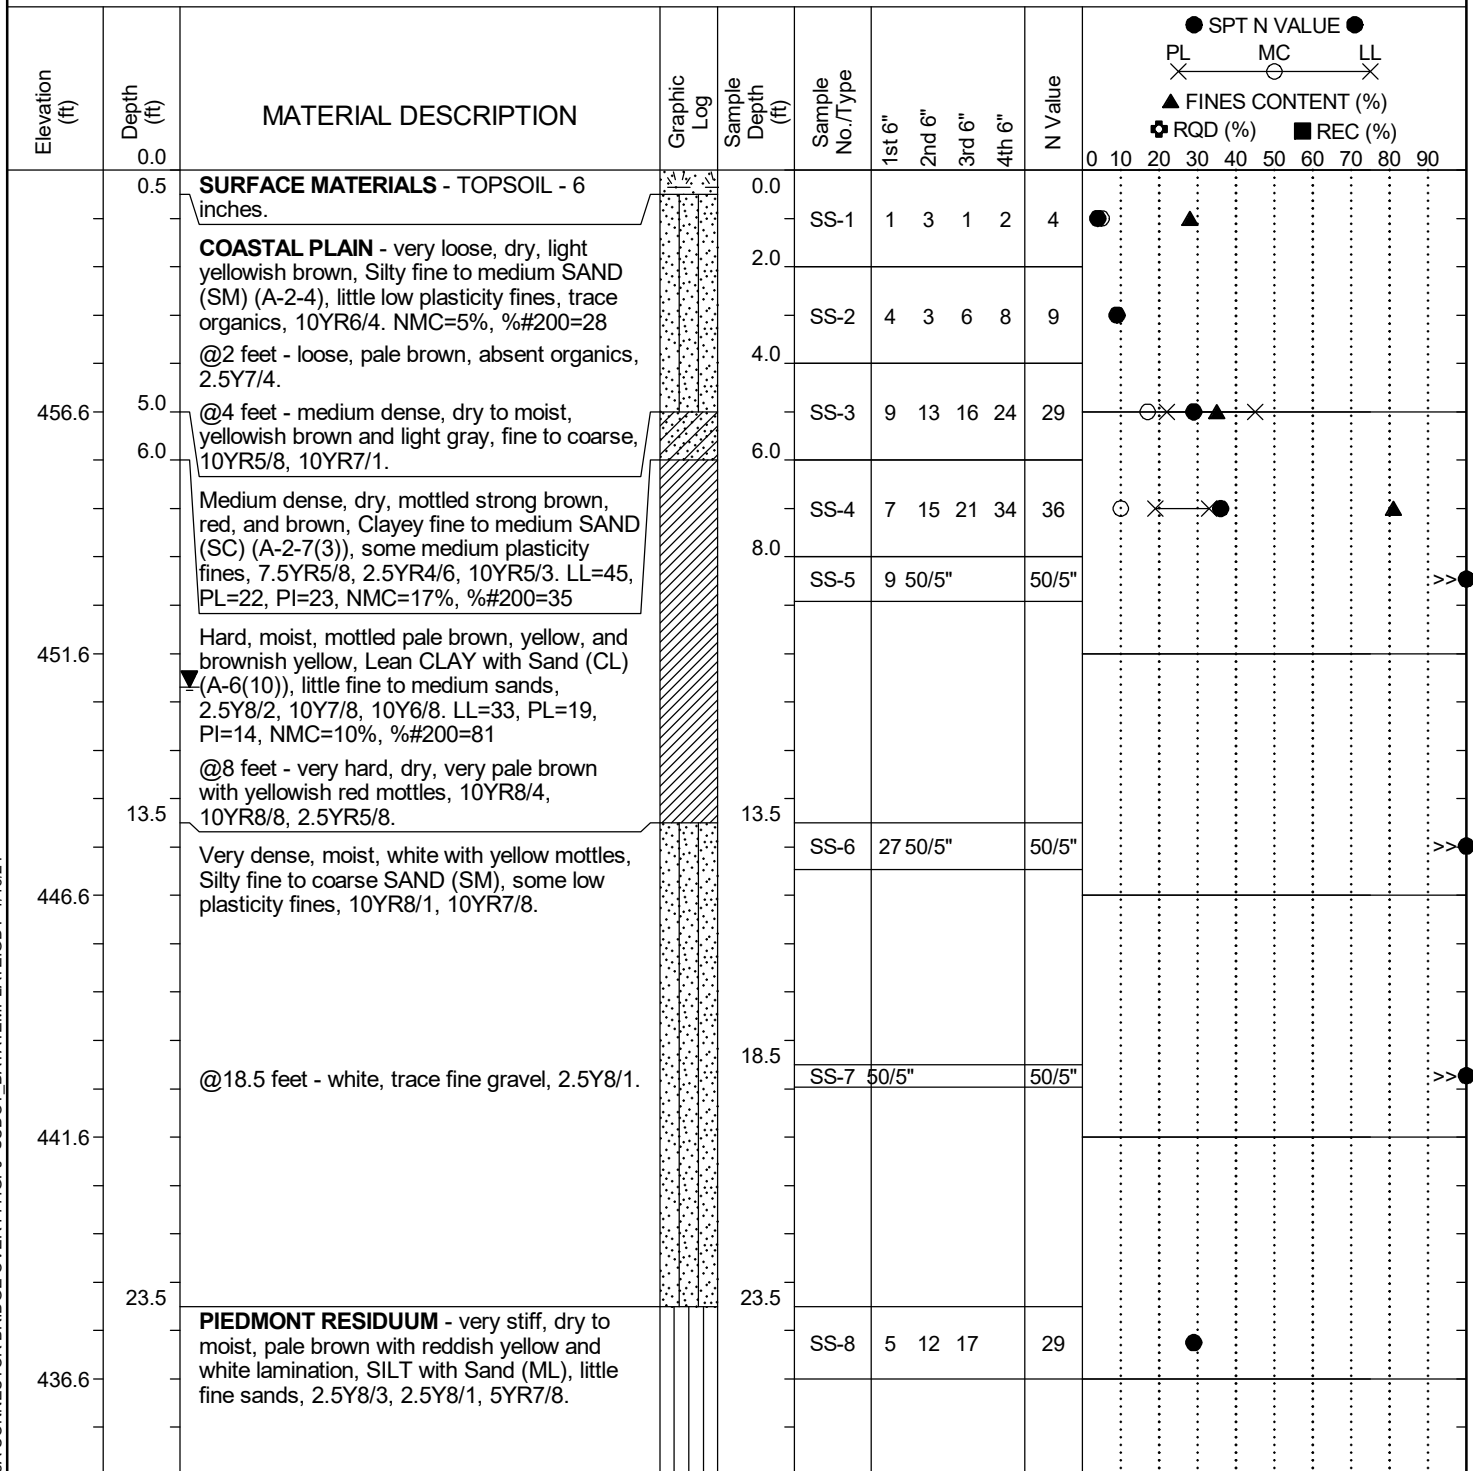 ● SPT N VALUE ●
PL MC LL
▲ FINES CONTENT (%)
RQD (%) ■ REC (%)
0 10 20 30 40 50 60 70 80 90
Elevation (ft)
Depth (ft)
MATERIAL DESCRIPTION
Graphic Log
Sample Depth (ft)
Sample No./Type
1st 6"
2nd 6"
3rd 6"
4th 6"
N Value
0.0
0.5
SURFACE MATERIALS - TOPSOIL - 6
inches.
0.0
SS-1 1 3 1 2 4
COASTAL PLAIN - very loose, dry, light
yellowish brown, Silty fine to medium SAND
(SM) (A-2-4), little low plasticity fines, trace
organics, 10YR6/4. NMC=5%, %#200=28
2.0
SS-2 4 3 6 8 9
@2 feet - loose, pale brown, absent organics,
2.5Y7/4.
4.0
456.6
5.0
@4 feet - medium dense, dry to moist,
yellowish brown and light gray, fine to coarse,
10YR5/8, 10YR7/1.
SS-3 9 13 16 24 29
6.0
6.0
Medium dense, dry, mottled strong brown,
red, and brown, Clayey fine to medium SAND
(SC) (A-2-7(3)), some medium plasticity
fines, 7.5YR5/8, 2.5YR4/6, 10YR5/3. LL=45,
PL=22, PI=23, NMC=17%, %#200=35
SS-4 7 15 21 34 36
8.0
SS-5 9 50/5" 50/5"
>>
451.6
Hard, moist, mottled pale brown, yellow, and
brownish yellow, Lean CLAY with Sand (CL)
(A-6(10)), little fine to medium sands,
2.5Y8/2, 10Y7/8, 10Y6/8. LL=33, PL=19,
PI=14, NMC=10%, %#200=81
@8 feet - very hard, dry, very pale brown
with yellowish red mottles, 10YR8/4,
10YR8/8, 2.5YR5/8.
13.5
13.5
SS-6 27 50/5" 50/5"
>>
446.6
Very dense, moist, white with yellow mottles,
Silty fine to coarse SAND (SM), some low
plasticity fines, 10YR8/1, 10YR7/8.
18.5
@18.5 feet - white, trace fine gravel, 2.5Y8/1.
SS-7 50/5" 50/5"
>>
441.6
23.5
23.5
PIEDMONT RESIDUUM - very stiff, dry to
moist, pale brown with reddish yellow and
white lamination, SILT with Sand (ML), little
fine sands, 2.5Y8/3, 2.5Y8/1, 5YR7/8.
SS-8 5 12 17 29
436.6